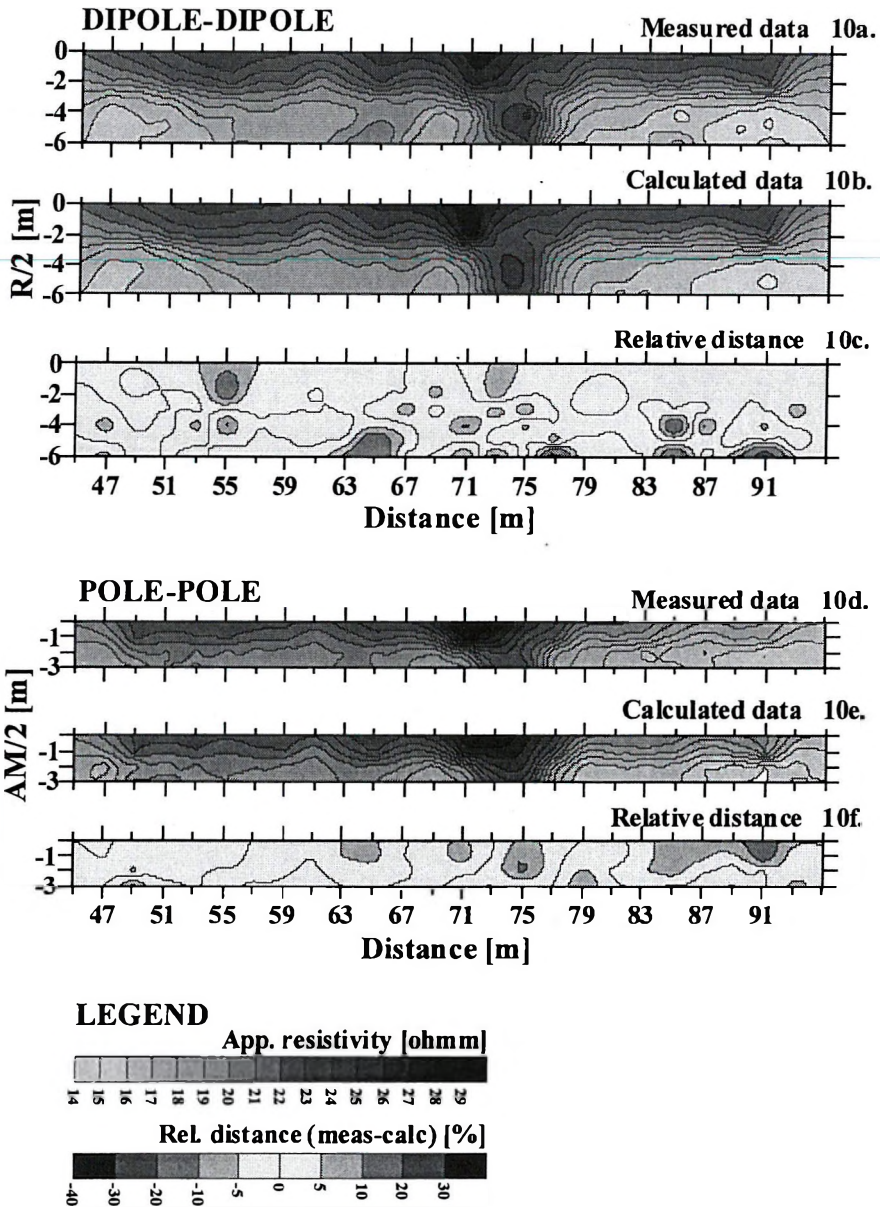 DIPOLE-DIPOLE
Measured data 10a.
0
-2
-4
-6
Calculated data 10b.
0
-2
-4
-6
R/2 [m]
Relative distance 10c.
0
-2
-4
-6
47 51 55 59 63 67 71 75 79 83 87 91
Distance [m]
POLE-POLE
Measured data 10d.
-1
-3
Calculated data 10e.
-1
-3
AM/2 [m]
Relative distance 10f.
-1
-3
47 51 55 59 63 67 71 75 79 83 87 91
Distance [m]
LEGEND
App. resistivity [ohmm]
14 15 16 17 18 19 20 21 22 23 24 25 26 27 28 29
Rel. distance (meas-calc) [%]
-40 -30 -20 -10 -5 0 5 10 20 30